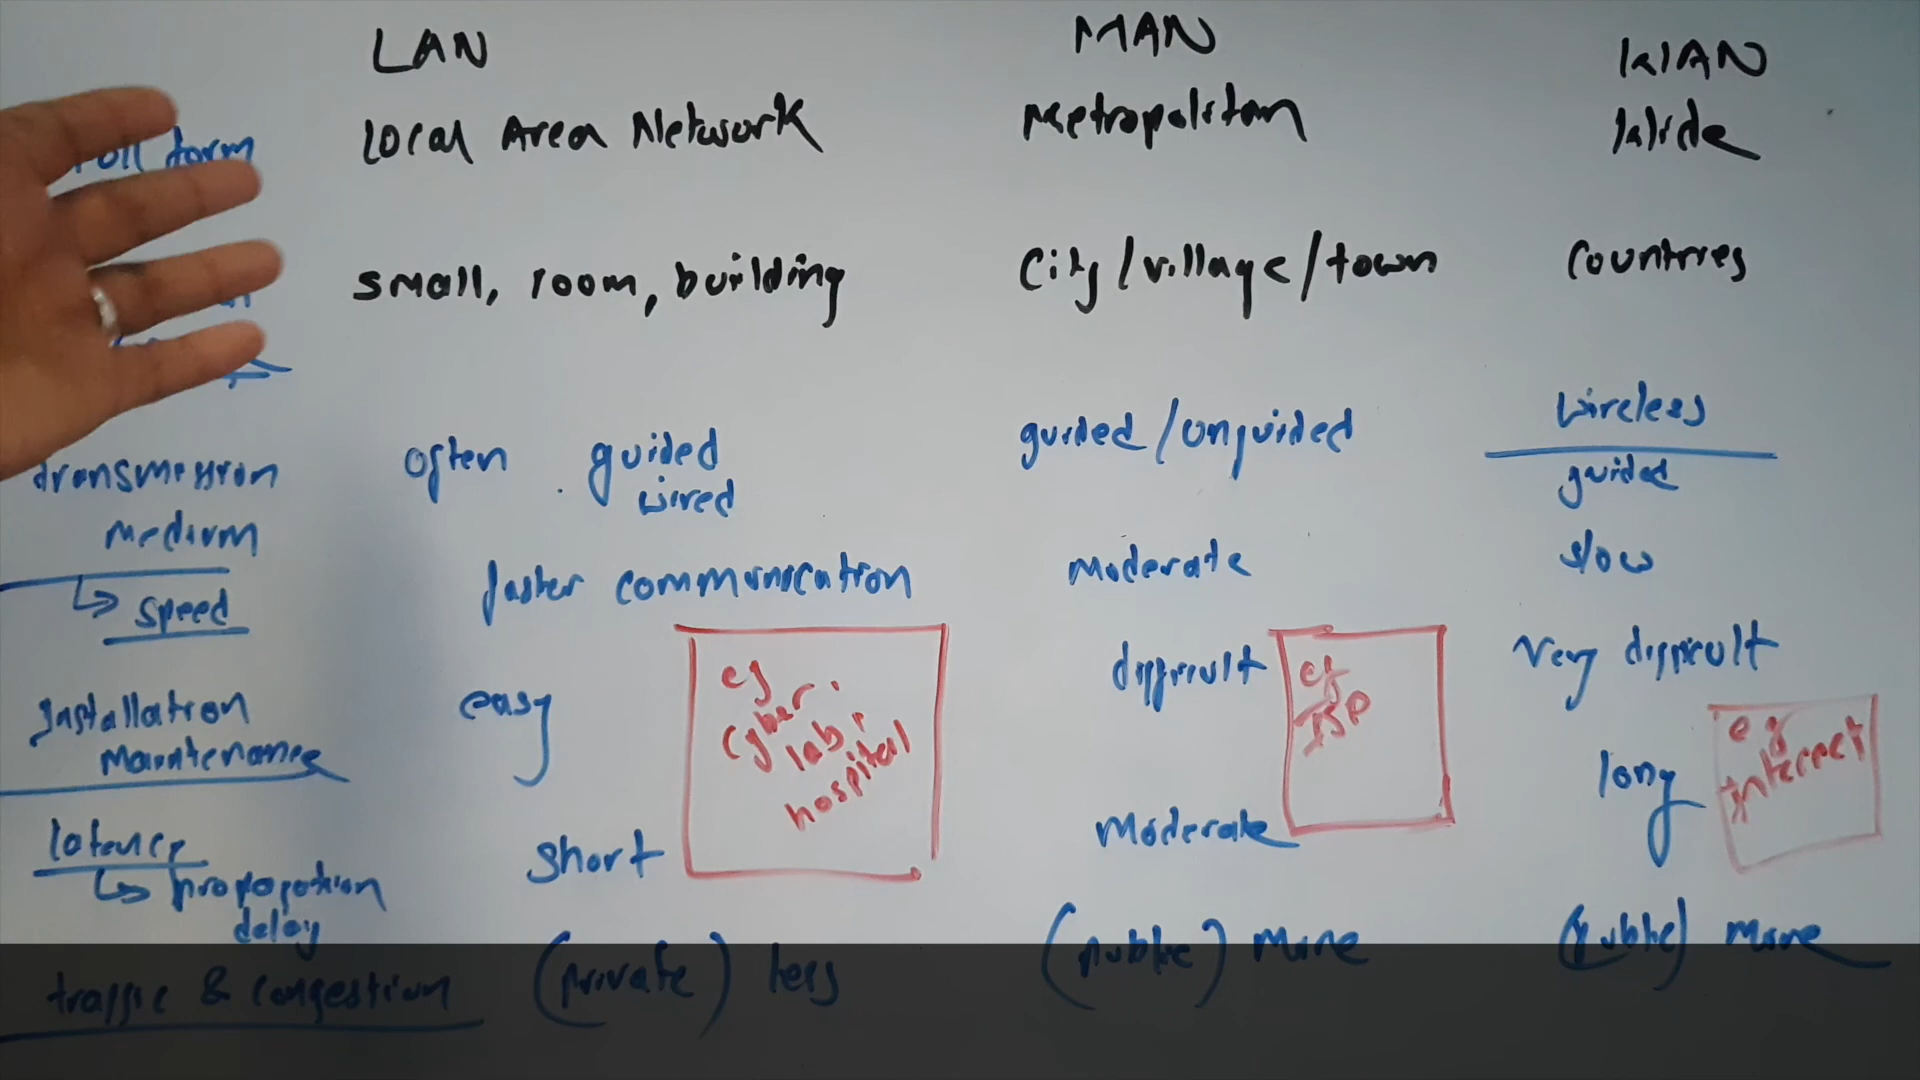 LAN MAN WAN
form Local Area Network Metropolitan Wide
small, room, building City/village/town Countries
transmission medium often guided wired guided/unguided wireless guided
speed faster communication moderate slow
Installation maintenance easy difficult very difficult
eg cyber, lab, hospital
eg ISP
eg Internet
latency short moderate long
propogation delay
traffic & congestion (private) less (public) more (public) more